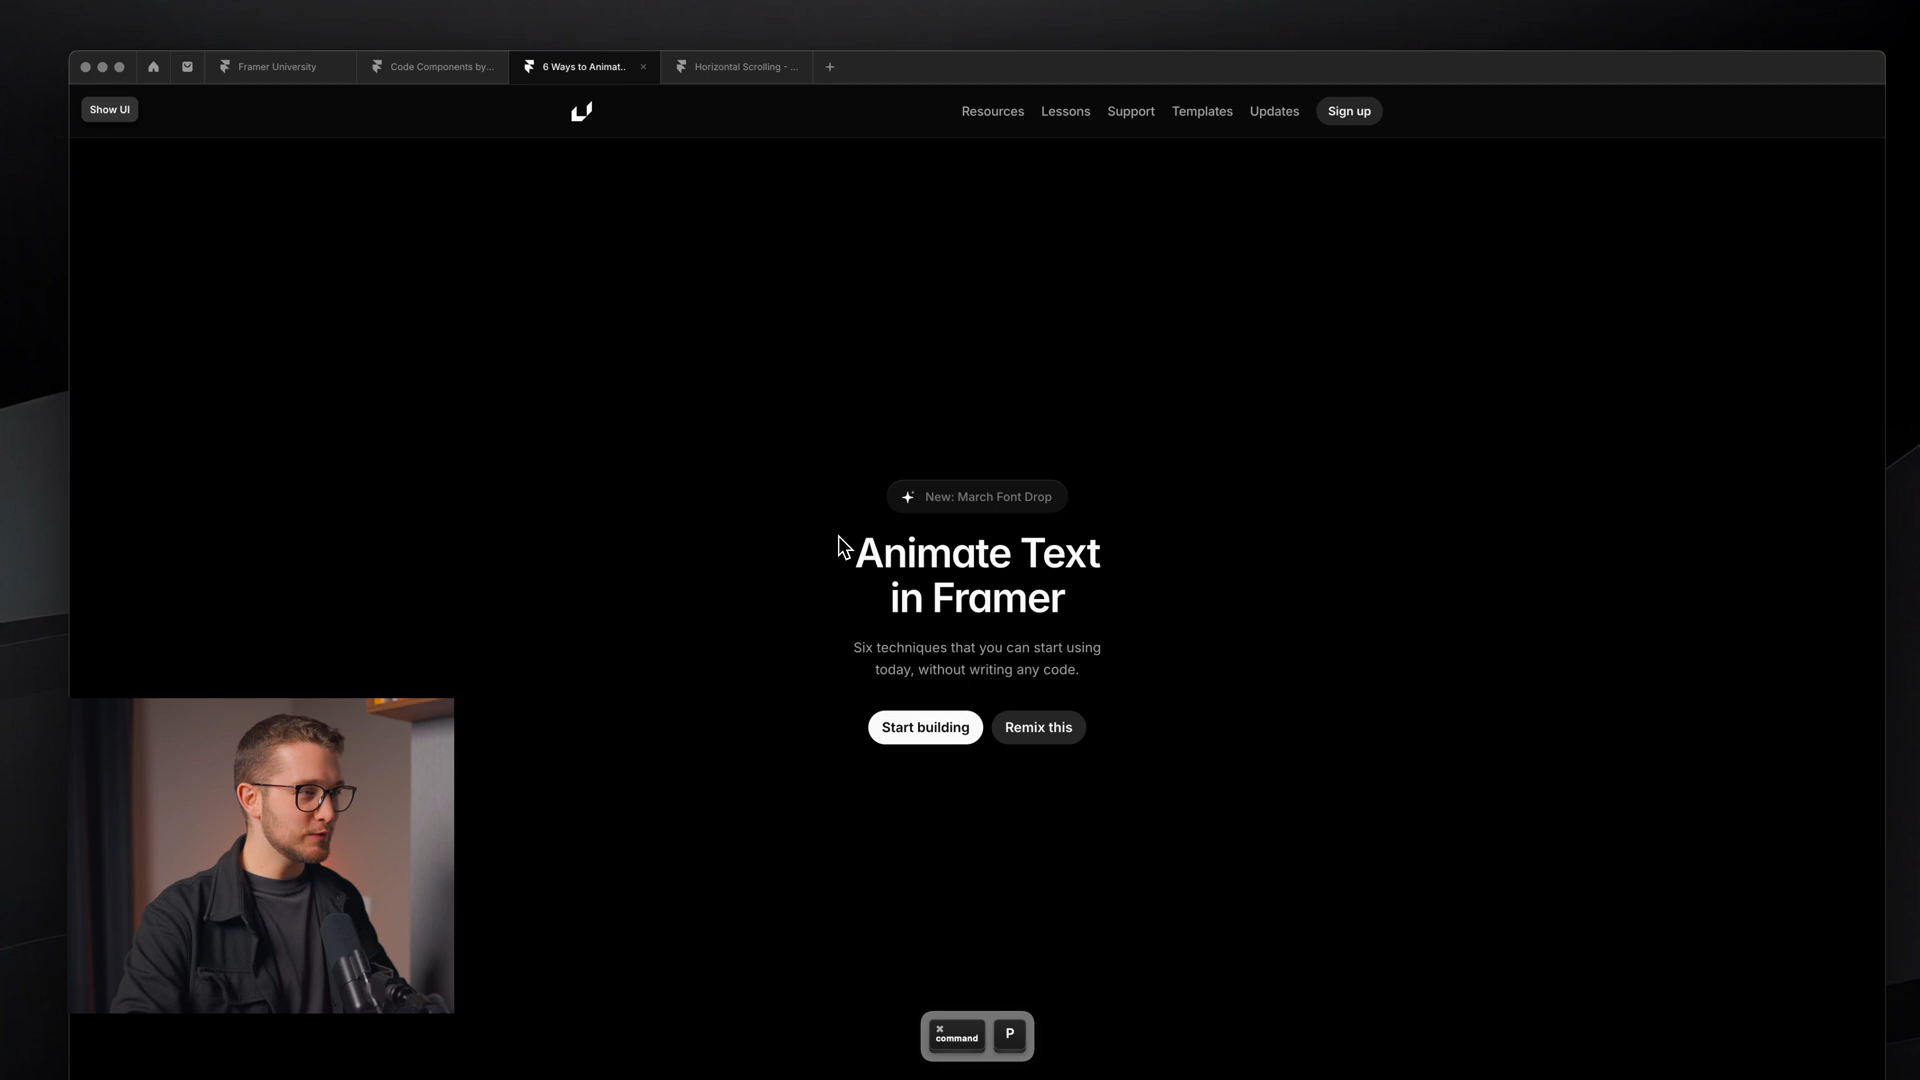 Framer University
Code Components by...
6 Ways to Animat..
Horizontal Scrolling - ...
Show UI
Resources
Lessons
Support
Templates
Updates
Sign up
New: March Font Drop
Animate Text
in Framer
Six techniques that you can start using
today, without writing any code.
Start building
Remix this
⌘
command
P